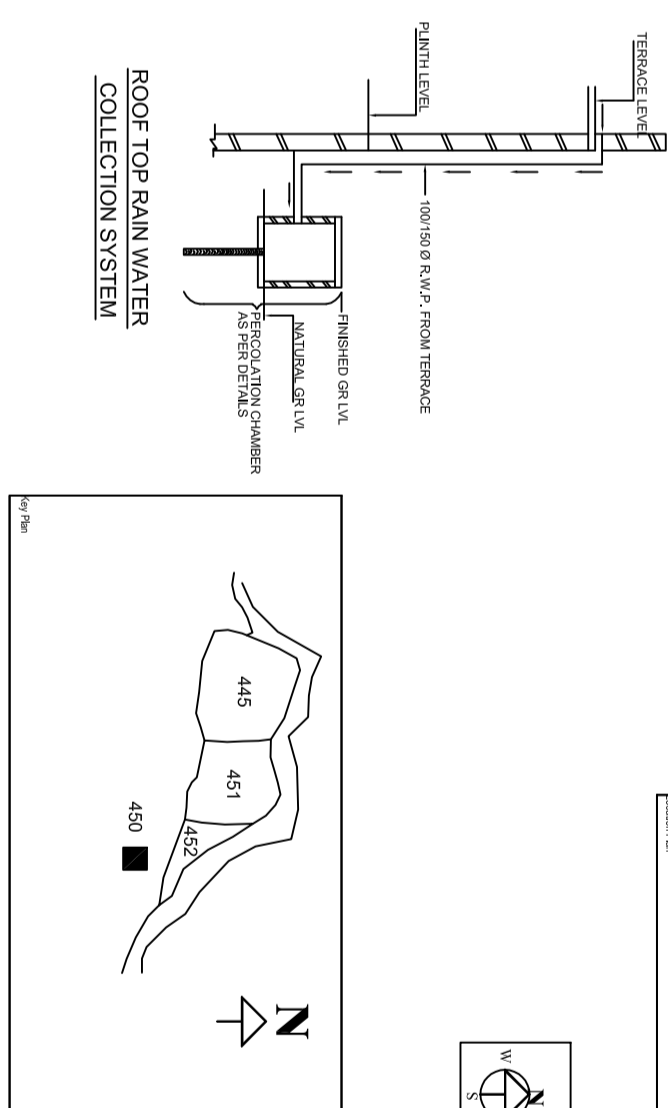 TERRACE LEVEL
PLINTH LEVEL
100/150 Ø R.W.P. FROM TERRACE
FINISHED GR LVL
NATURAL GR LVL
PERCOLATION CHAMBER
AS PER DETAILS
ROOF TOP RAIN WATER
COLLECTION SYSTEM
445
451
452
450
N
Key Plan
N
W
S